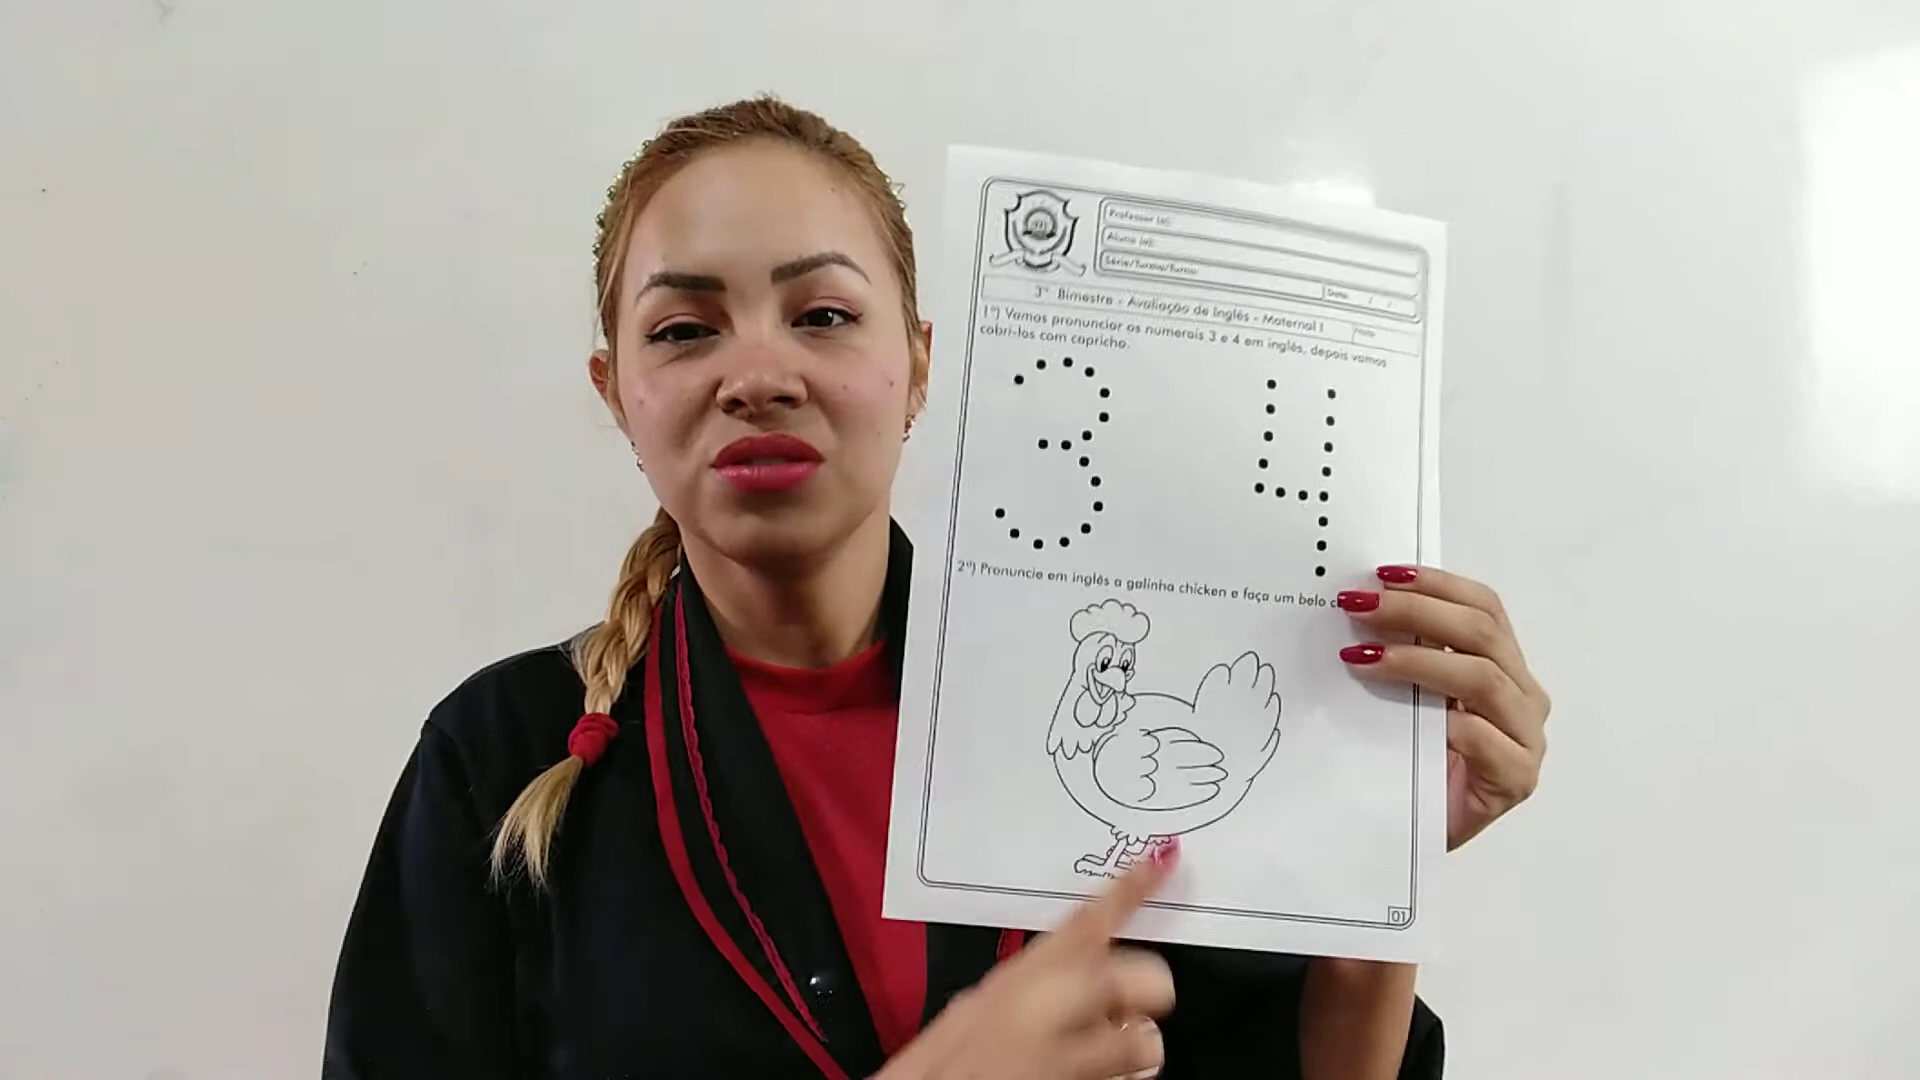 Professor (a):
Aluno (a):
Série/Turma/Turno:
Data: / /
3° Bimestre - Avaliação de Inglês - Maternal I
Nota:
1º) Vamos pronunciar os numerais 3 e 4 em inglês, depois vamos
cobri-los com capricho.
3 4
2º) Pronuncie em inglês a galinha chicken e faça um belo
01